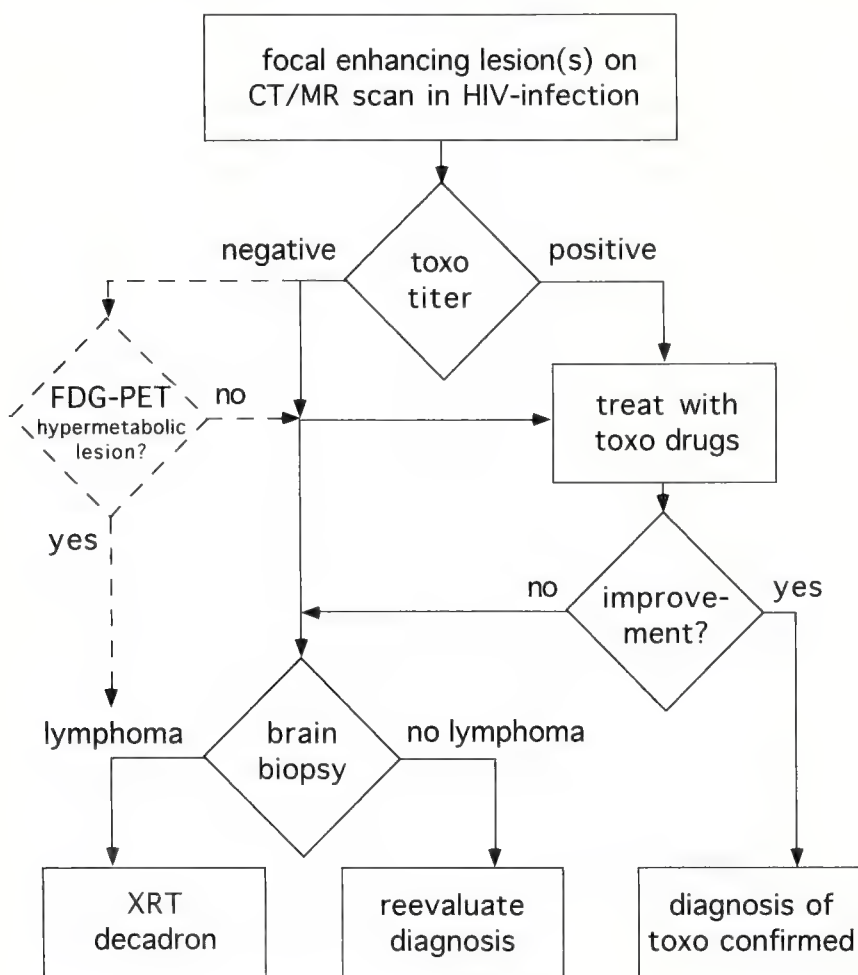 focal enhancing lesion(s) on
CT/MR scan in HIV-infection
negative
toxo
titer
positive
FDG-PET
hypermetabolic
lesion?
no
treat with
toxo drugs
yes
no
improve-
ment?
yes
lymphoma
brain
biopsy
no lymphoma
XRT
decadron
reevaluate
diagnosis
diagnosis of
toxo confirmed